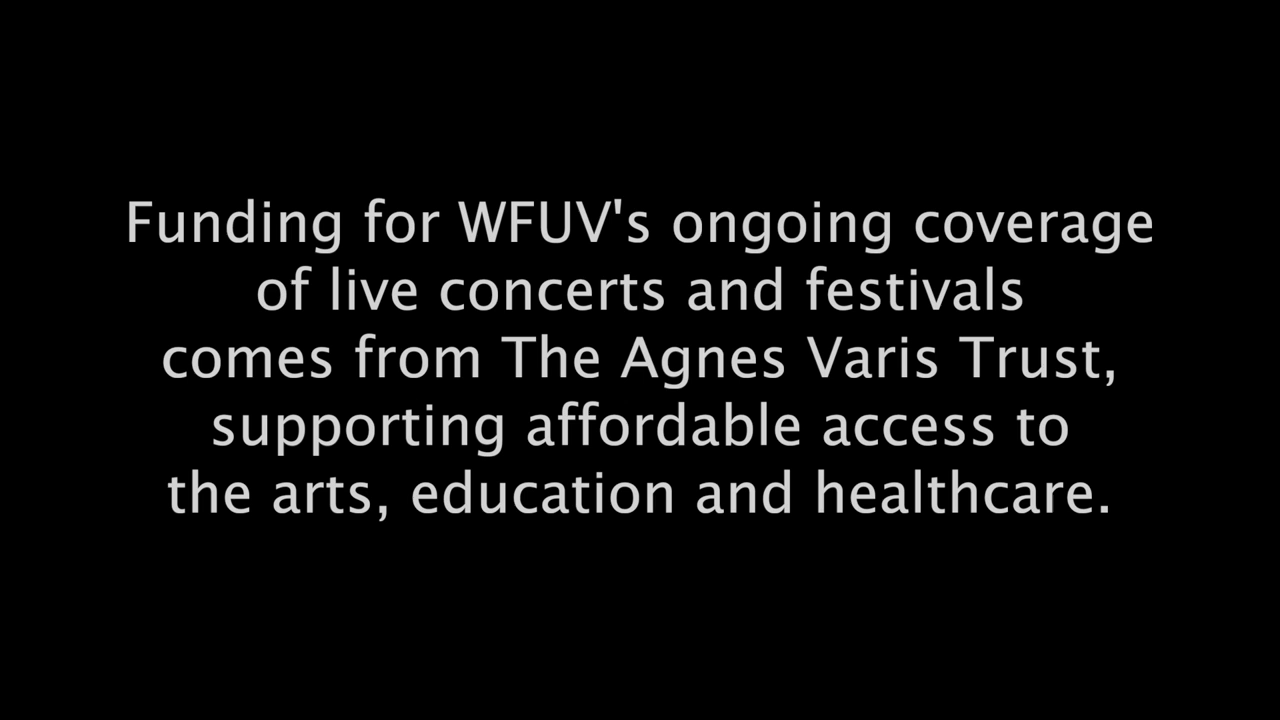 Funding for WFUV's ongoing coverage
of live concerts and festivals
comes from The Agnes Varis Trust,
supporting affordable access to
the arts, education and healthcare.